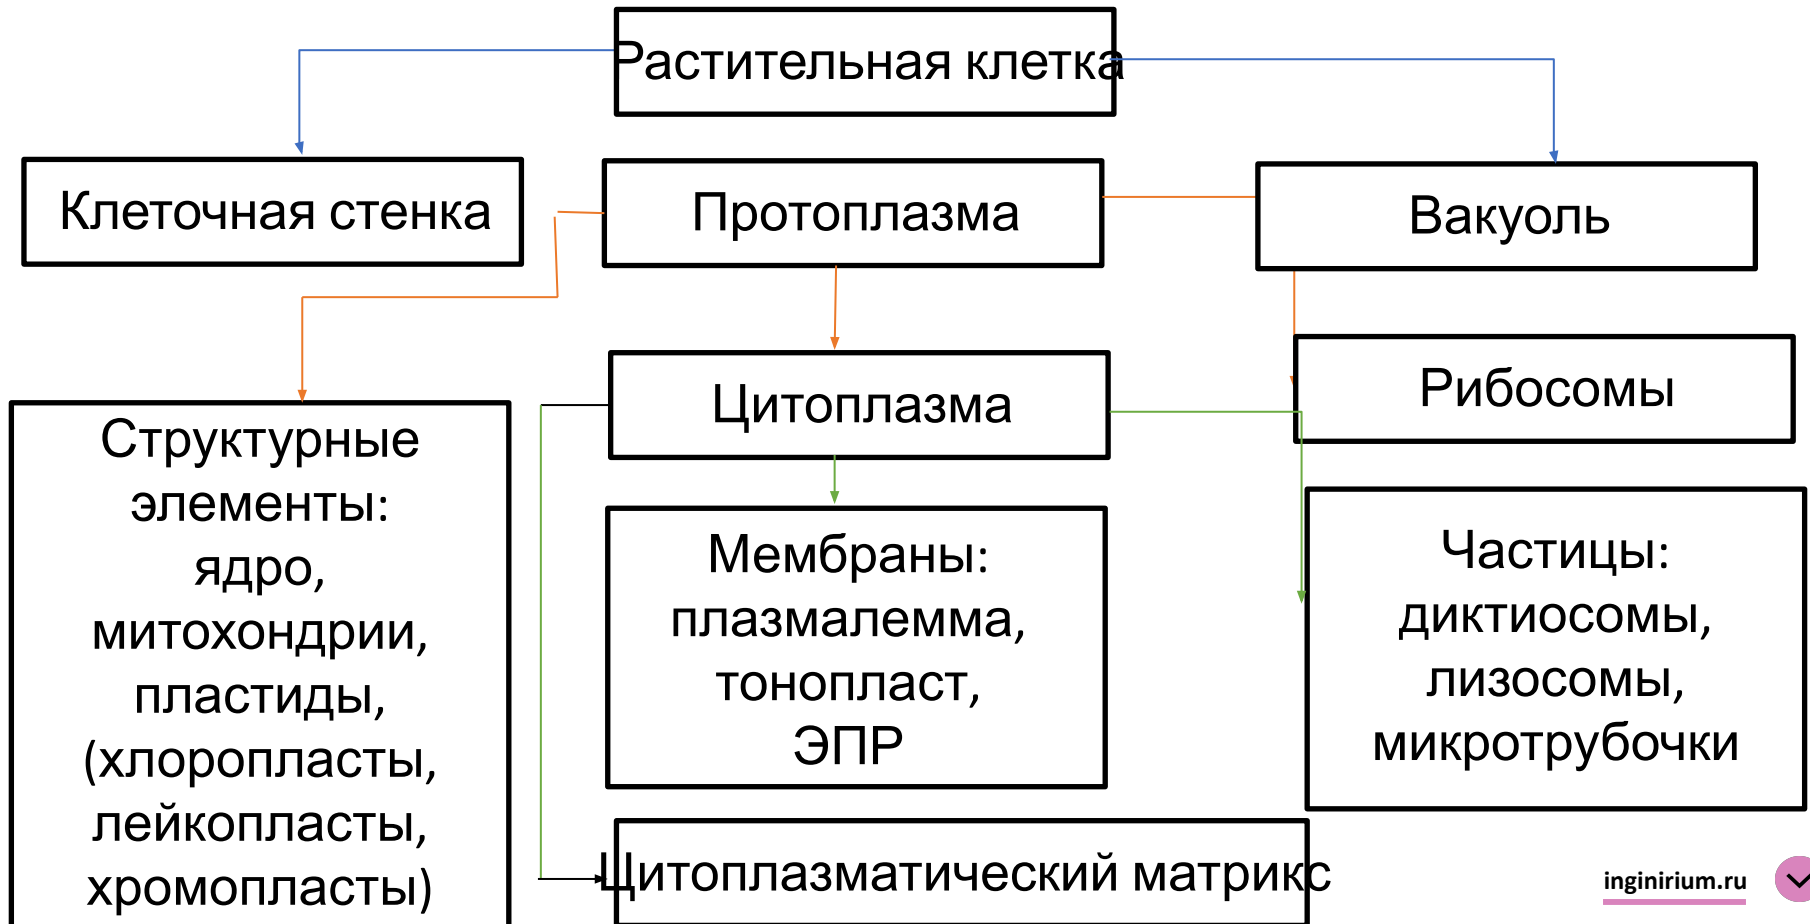 Растительная клетка
Клеточная стенка
Протоплазма
Вакуоль
Цитоплазма
Рибосомы
Структурные
элементы:
ядро,
митохондрии,
пластиды,
(хлоропласты,
лейкопласты,
хромопласты)
Мембраны:
плазмалемма,
тонопласт,
ЭПР
Частицы:
диктиосомы,
лизосомы,
микротрубочки
Цитоплазматический матрикс
inginirium.ru